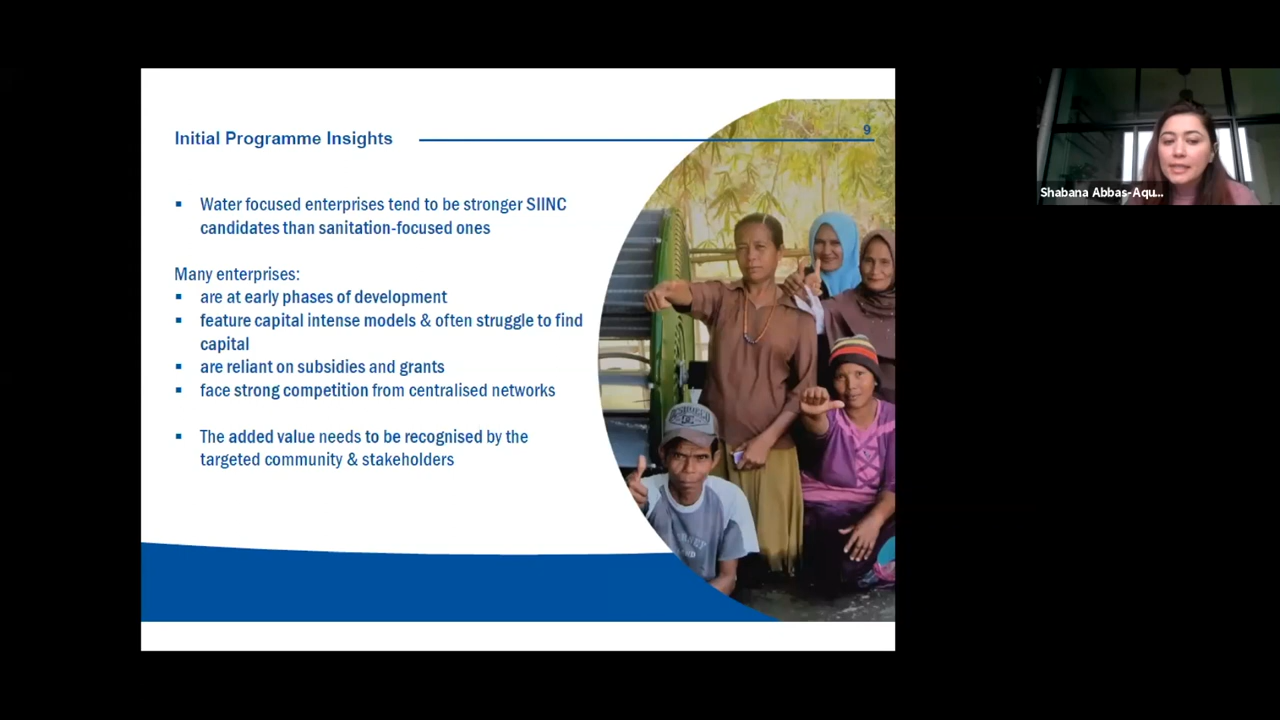 Initial Programme Insights
9
▪ Water focused enterprises tend to be stronger SIINC
candidates than sanitation-focused ones
Many enterprises:
▪ are at early phases of development
▪ feature capital intense models & often struggle to find
capital
▪ are reliant on subsidies and grants
▪ face strong competition from centralised networks
▪ The added value needs to be recognised by the
targeted community & stakeholders
Shabana Abbas-Aqu...